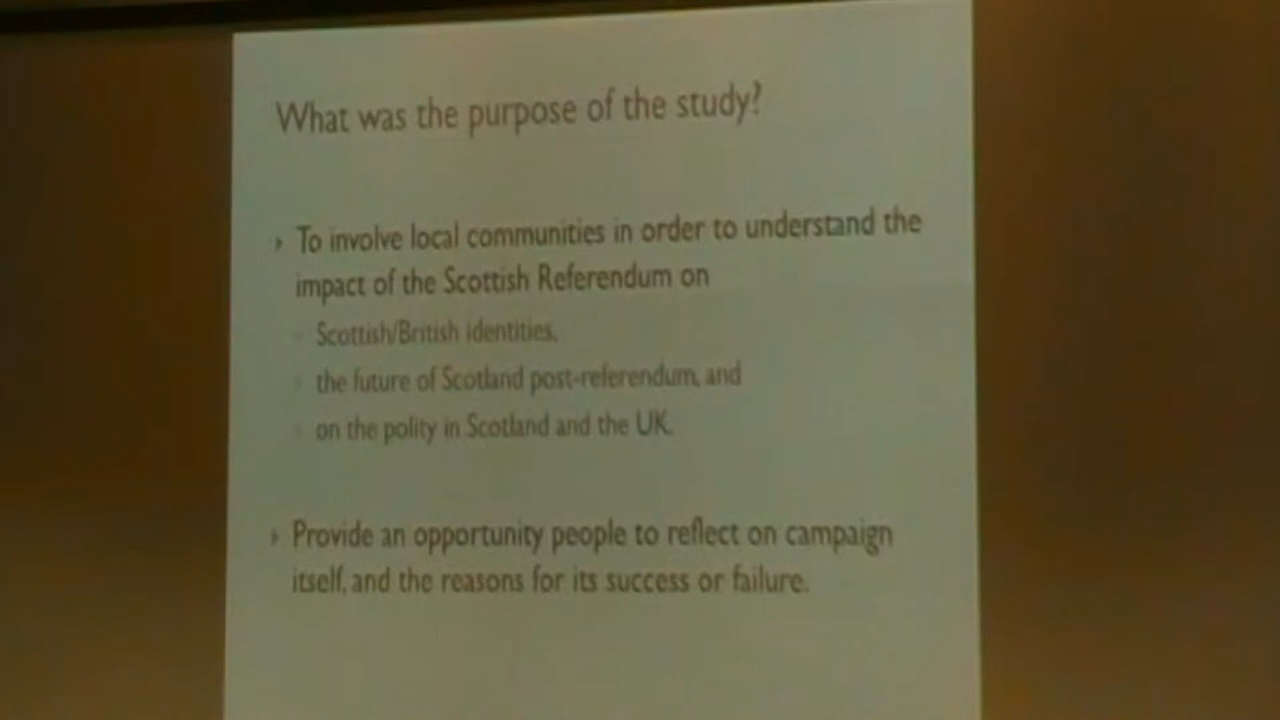 What was the purpose of the study?
To involve local communities in order to understand the
impact of the Scottish Referendum on
Scottish/British identities,
the future of Scotland post-referendum, and
on the polity in Scotland and the UK.
Provide an opportunity people to reflect on campaign
itself, and the reasons for its success or failure.